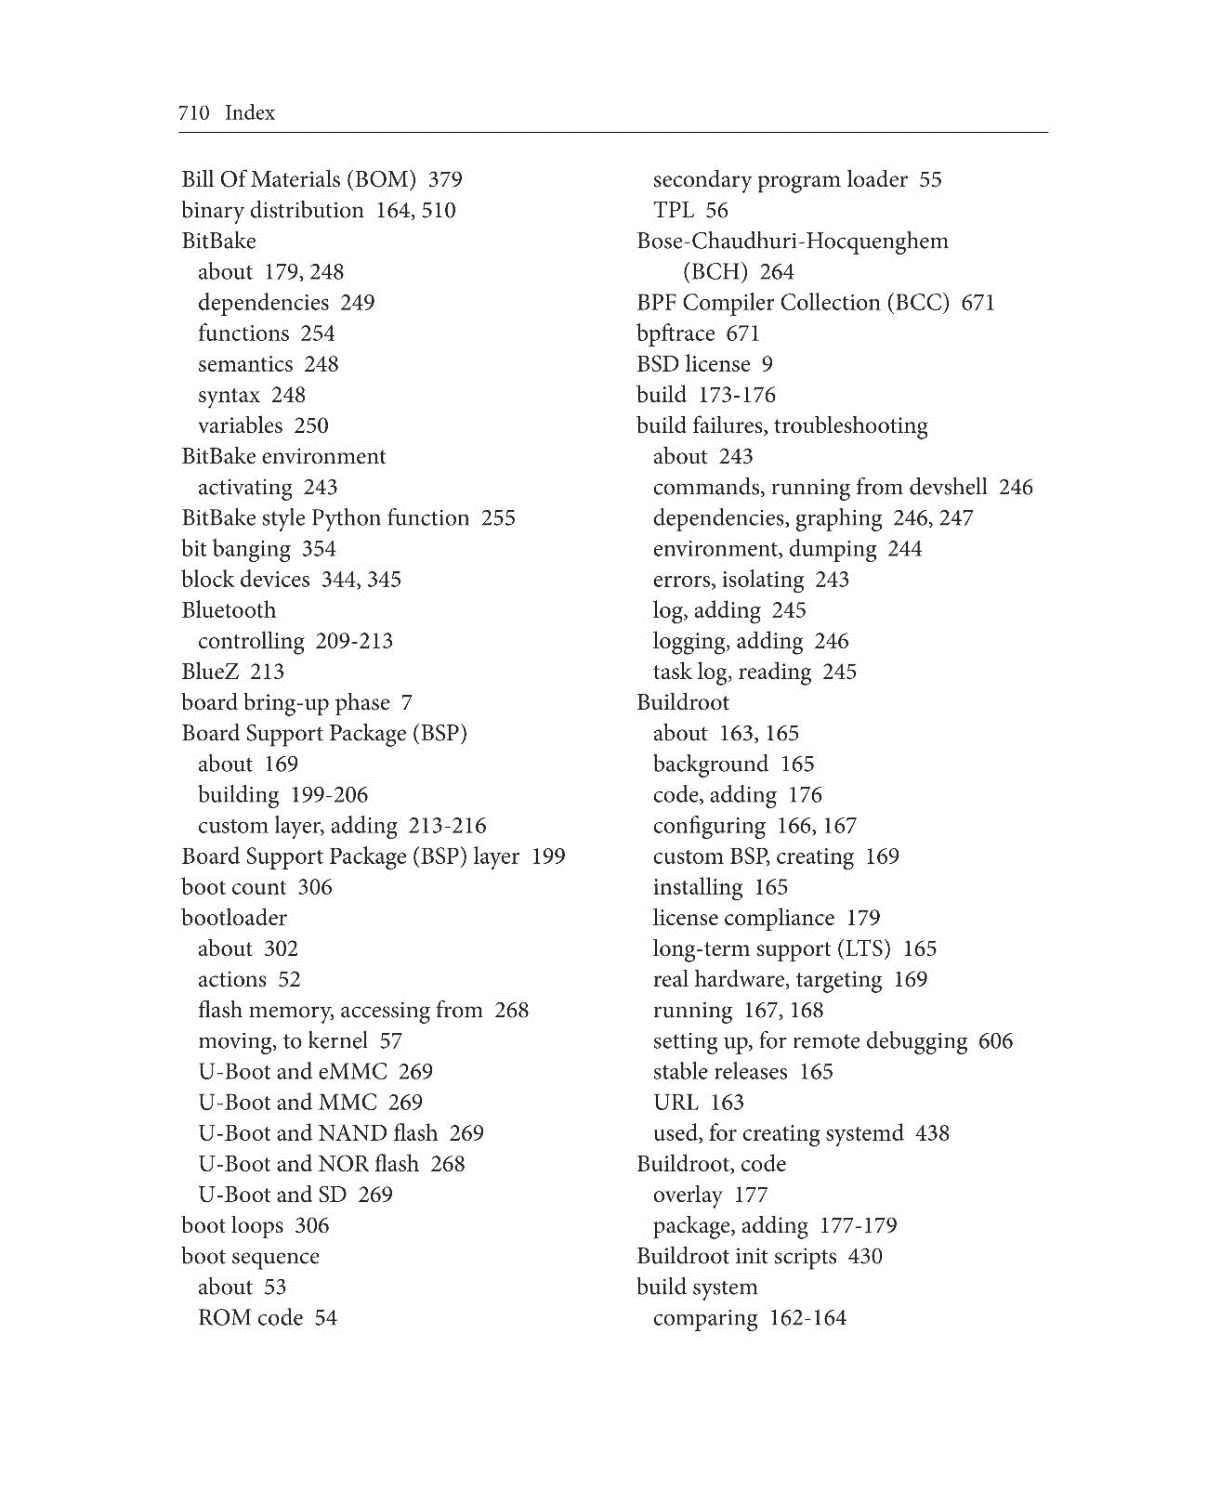 710 Index
Bill Of Materials (BOM) 379
binary distribution 164, 510
BitBake
about 179, 248
dependencies 249
functions 254
semantics 248
syntax 248
variables 250
BitBake environment
activating 243
BitBake style Python function 255
bit banging 354
block devices 344, 345
Bluetooth
controlling 209-213
BlueZ 213
board bring-up phase 7
Board Support Package (BSP)
about 169
building 199-206
custom layer, adding 213-216
Board Support Package (BSP) layer 199
boot count 306
bootloader
about 302
actions 52
flash memory, accessing from 268
moving, to kernel 57
U-Boot and eMMC 269
U-Boot and MMC 269
U-Boot and NAND flash 269
U-Boot and NOR flash 268
U-Boot and SD 269
boot loops 306
boot sequence
about 53
ROM code 54
secondary program loader 55
TPL 56
Bose-Chaudhuri-Hocquenghem
(BCH) 264
BPF Compiler Collection (BCC) 671
bpftrace 671
BSD license 9
build 173-176
build failures, troubleshooting
about 243
commands, running from devshell 246
dependencies, graphing 246, 247
environment, dumping 244
errors, isolating 243
log, adding 245
logging, adding 246
task log, reading 245
Buildroot
about 163, 165
background 165
code, adding 176
configuring 166, 167
custom BSP, creating 169
installing 165
license compliance 179
long-term support (LTS) 165
real hardware, targeting 169
running 167, 168
setting up, for remote debugging 606
stable releases 165
URL 163
used, for creating systemd 438
Buildroot, code
overlay 177
package, adding 177-179
Buildroot init scripts 430
build system
comparing 162-164